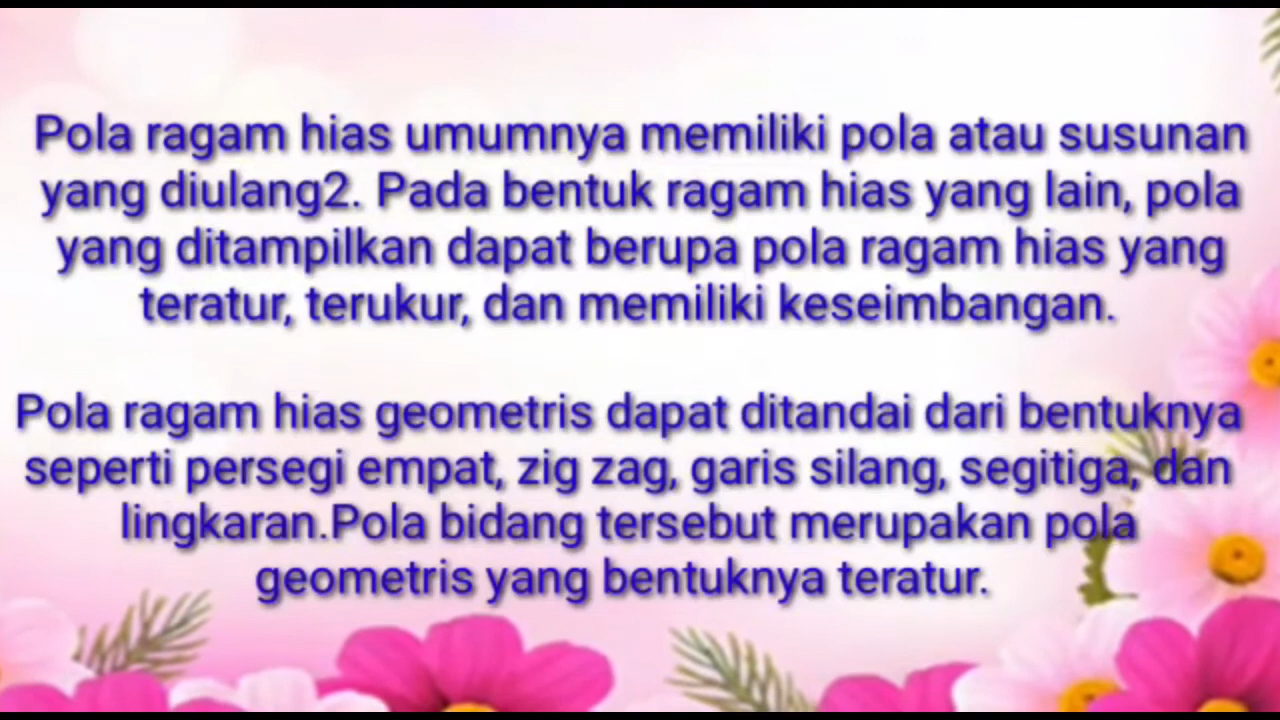 Pola ragam hias umumnya memiliki pola atau susunan
yang diulang2. Pada bentuk ragam hias yang lain, pola
yang ditampilkan dapat berupa pola ragam hias yang
teratur, terukur, dan memiliki keseimbangan.
Pola ragam hias geometris dapat ditandai dari bentuknya
seperti persegi empat, zig zag, garis silang, segitiga, dan
lingkaran.Pola bidang tersebut merupakan pola
geometris yang bentuknya teratur.